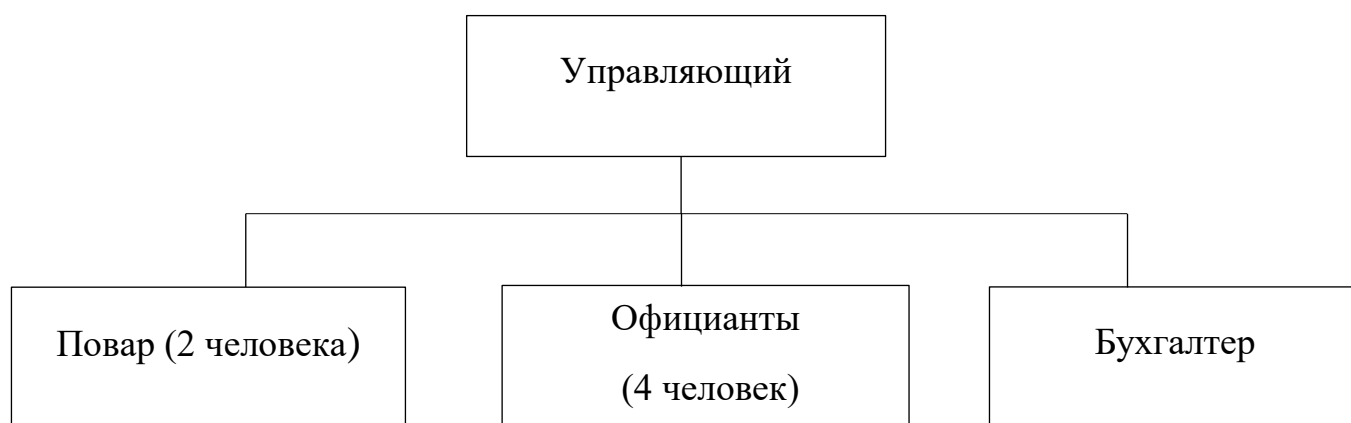 Управляющий
Повар (2 человека)
Официанты
(4 человек)
Бухгалтер